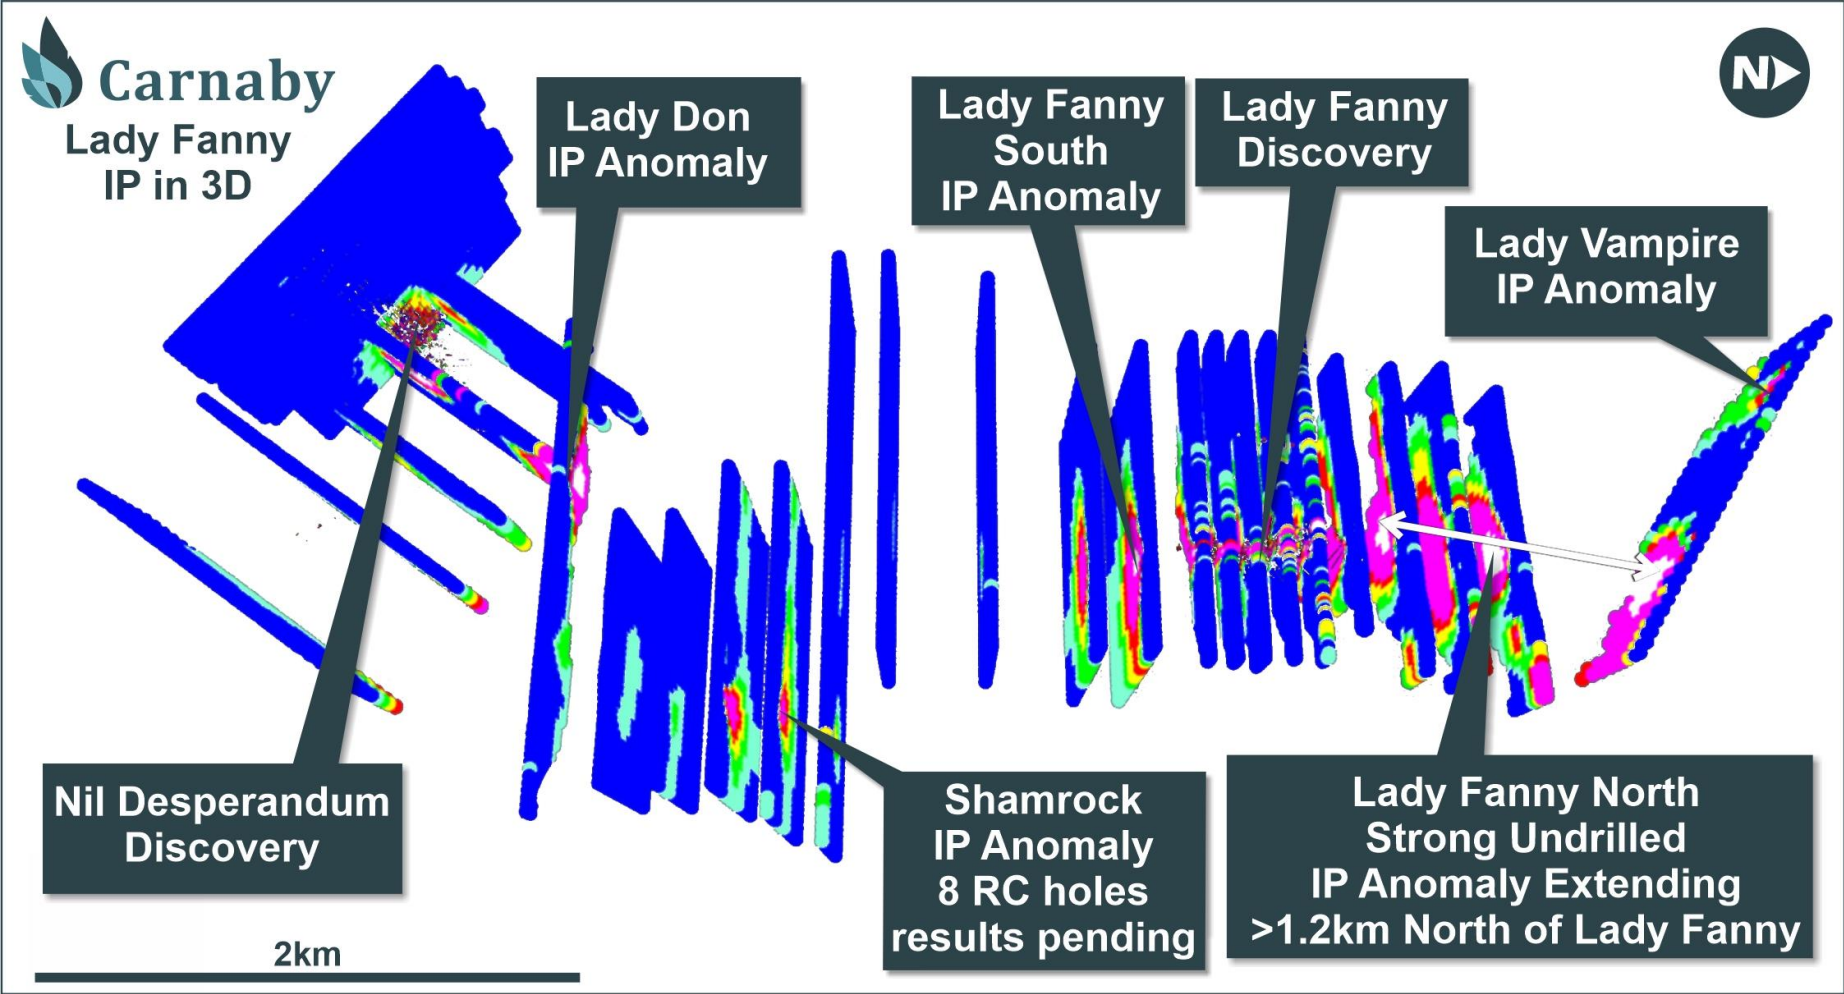 Carnaby
Lady Fanny
IP in 3D
Lady Don
IP Anomaly
Lady Fanny
South
IP Anomaly
Lady Fanny
Discovery
N
Lady Vampire
IP Anomaly
Nil Desperandum
Discovery
Shamrock
IP Anomaly
8 RC holes
results pending
Lady Fanny North
Strong Undrilled
IP Anomaly Extending
>1.2km North of Lady Fanny
2km